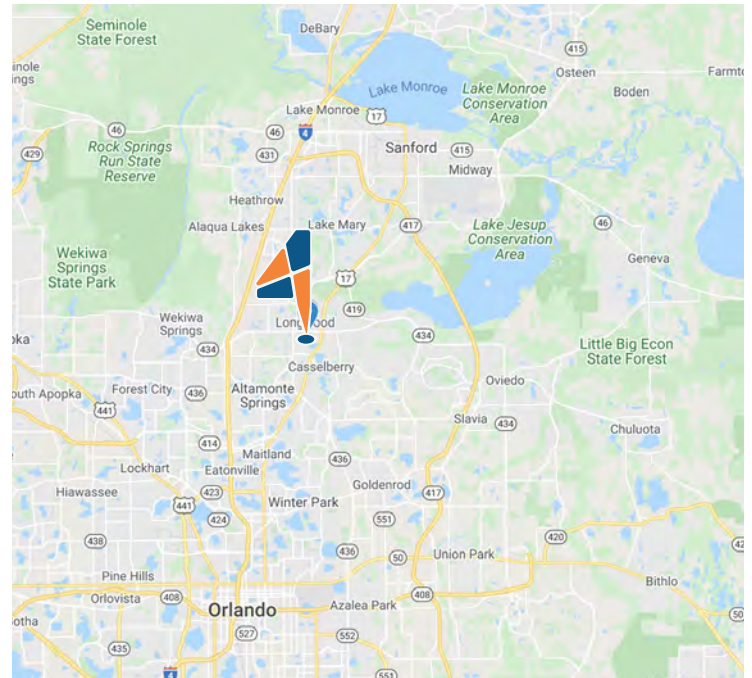 Seminole
State Forest
DeBary
415
Osteen
Farmto
inole
ings
Lake Monroe
Lake Monroe
Conservation
Area
Boden
Lake Monroe
17
46
4
46
Rock Springs
Run State
Reserve
429
431
Sanford
415
Midway
Heathrow
Alaqua Lakes
Lake Mary
417
Lake Jesup
Conservation
Area
46
Geneva
Wekiwa
Springs
State Park
17
419
Wekiwa
Springs
434
434
Little Big Econ
State Forest
oka
Casselberry
outh Apopka
Forest City
436
Altamonte
Springs
Oviedo
441
Slavia
434
Chuluota
414
Maitland
436
Lockhart
Eatonville
Goldenrod
Hiawassee
423
417
441
424
Winter Park
551
420
438
436
50
Union Park
42
Pine Hills
Bithlo
Orlovista
408
Azalea Park
408
Orlando
50
otha
435
527
552
4
551